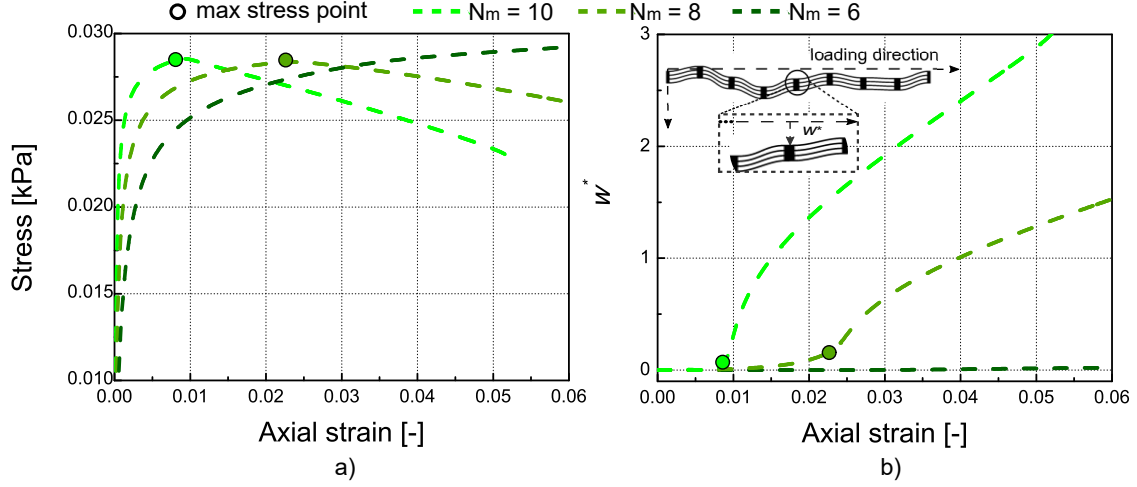 max stress point
Nm = 10
Nm = 8
Nm = 6
0.030
0.025
0.020
0.015
0.010
Stress [kPa]
0.00 0.01 0.02 0.03 0.04 0.05 0.06
Axial strain [-]
a)
3
2
1
0
w*
loading direction
w*
0.00 0.01 0.02 0.03 0.04 0.05 0.06
Axial strain [-]
b)